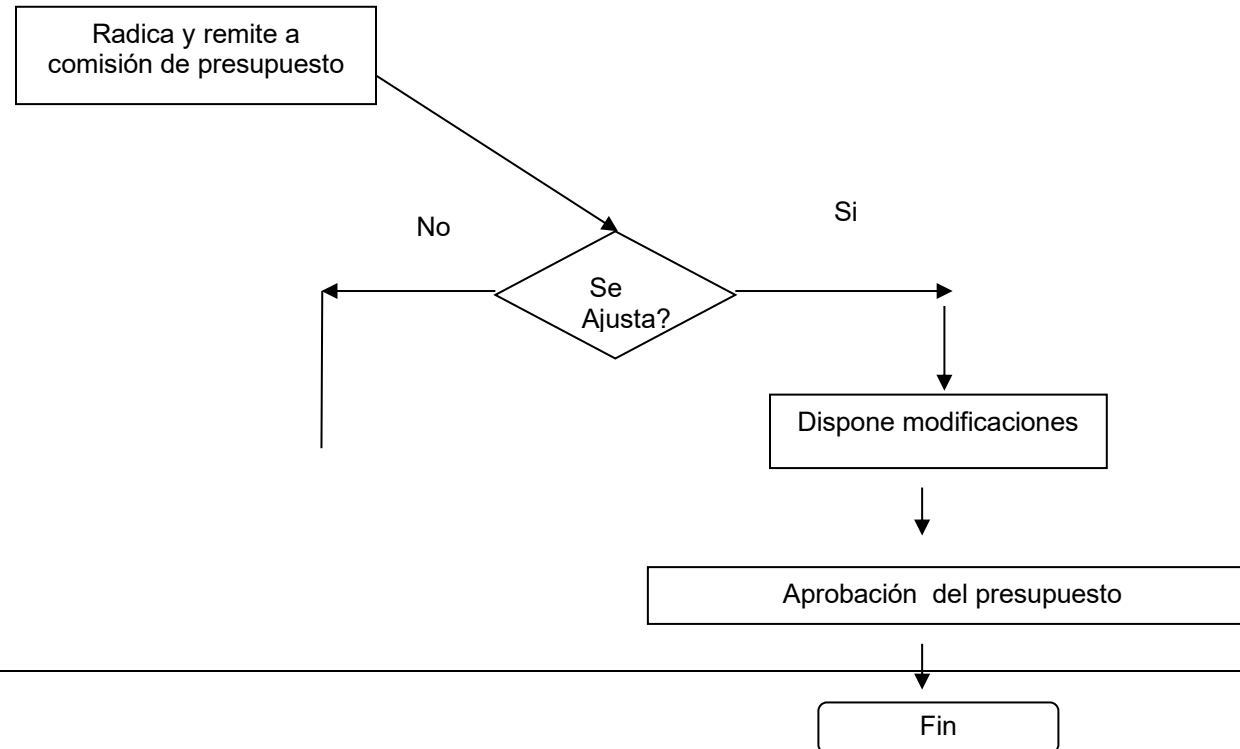 Radica y remite a
comisión de presupuesto
No
Si
Se
Ajusta?
Dispone modificaciones
Aprobación del presupuesto
Fin